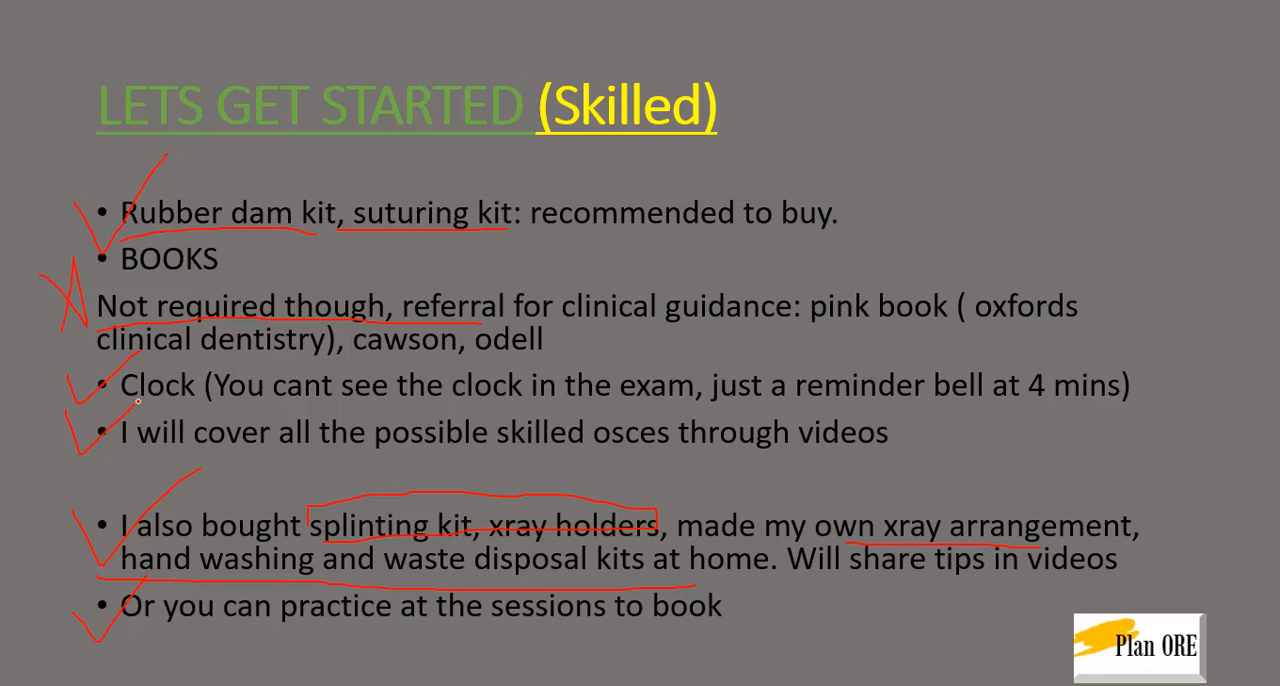 LETS GET STARTED (Skilled)
• Rubber dam kit, suturing kit: recommended to buy.
• BOOKS
Not required though, referral for clinical guidance: pink book ( oxfords
clinical dentistry), cawson, odell
• Clock (You cant see the clock in the exam, just a reminder bell at 4 mins)
• I will cover all the possible skilled osces through videos
• I also bought splinting kit, xray holders, made my own xray arrangement,
hand washing and waste disposal kits at home. Will share tips in videos
• Or you can practice at the sessions to book
Plan ORE